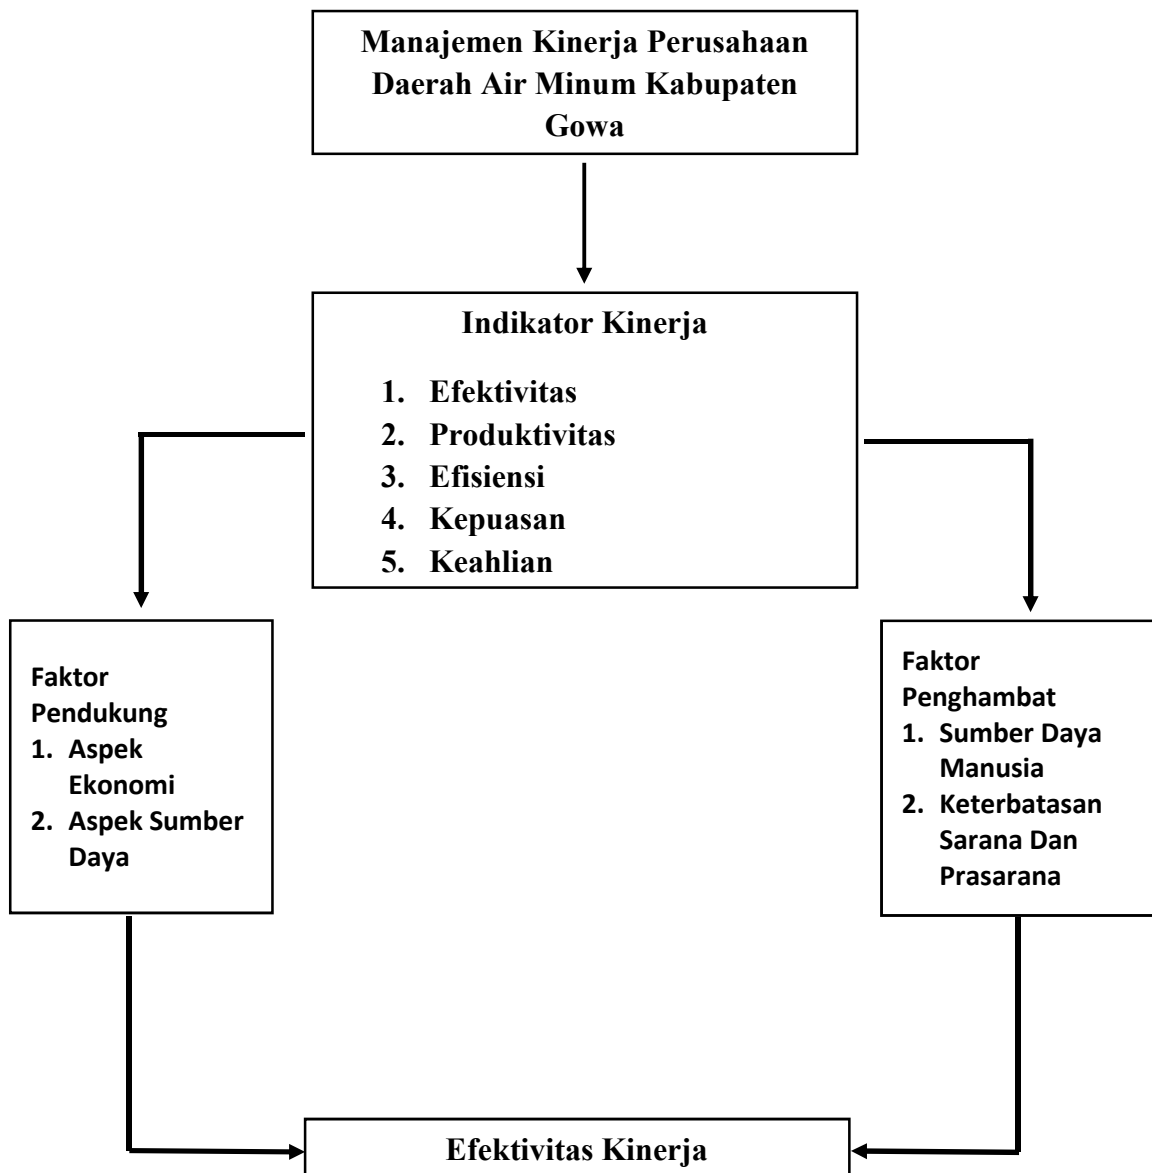 Manajemen Kinerja Perusahaan
Daerah Air Minum Kabupaten
Gowa
Indikator Kinerja
1. Efektivitas
2. Produktivitas
3. Efisiensi
4. Kepuasan
5. Keahlian
Faktor
Pendukung
1. Aspek
Ekonomi
2. Aspek Sumber
Daya
Faktor
Penghambat
1. Sumber Daya
Manusia
2. Keterbatasan
Sarana Dan
Prasarana
Efektivitas Kinerja